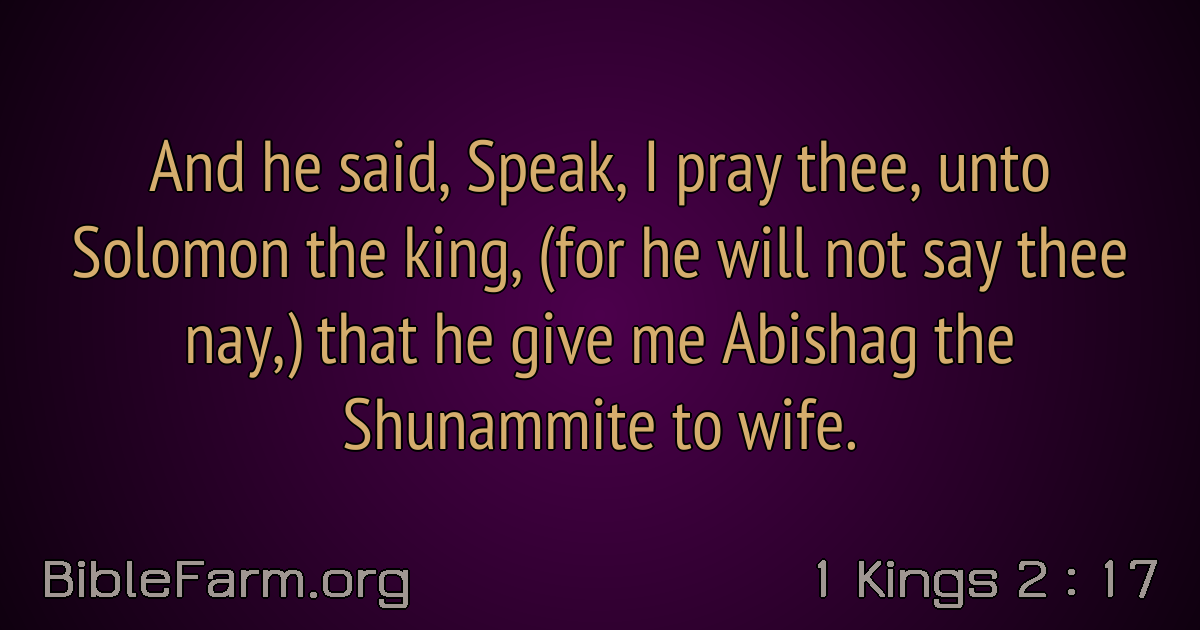 And he said, Speak, I pray thee, unto
Solomon the king, (for he will not say thee
nay,) that he give me Abishag the
Shunammite to wife.
BibleFarm.org
1 Kings 2 : 17